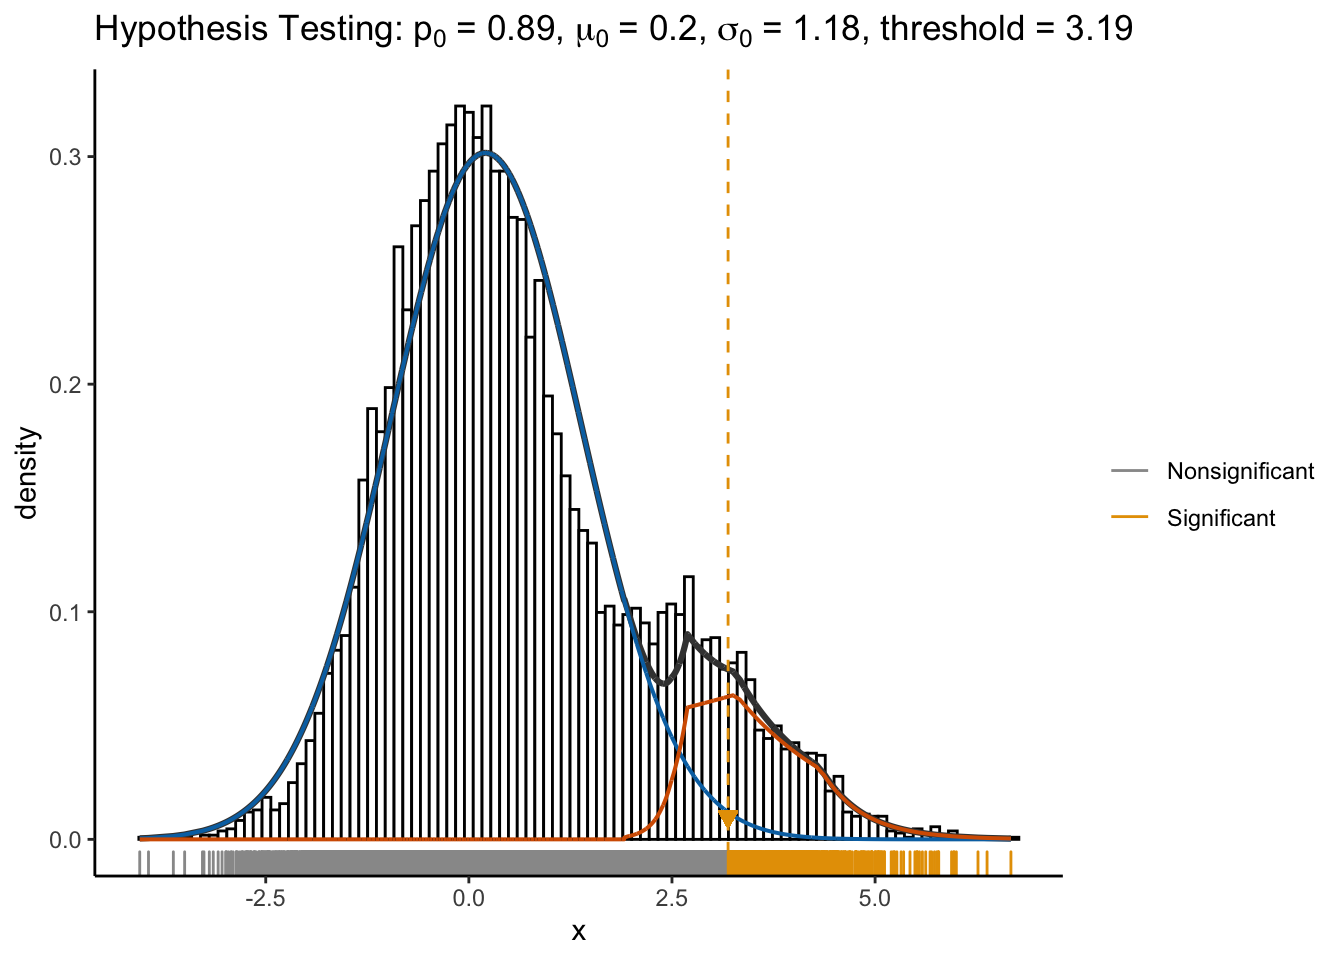 Hypothesis Testing: p₀ = 0.89, μ₀ = 0.2, σ₀ = 1.18, threshold = 3.19
0.3
0.2
0.1
0.0
density
-2.5 0.0 2.5 5.0
x
Nonsignificant
Significant